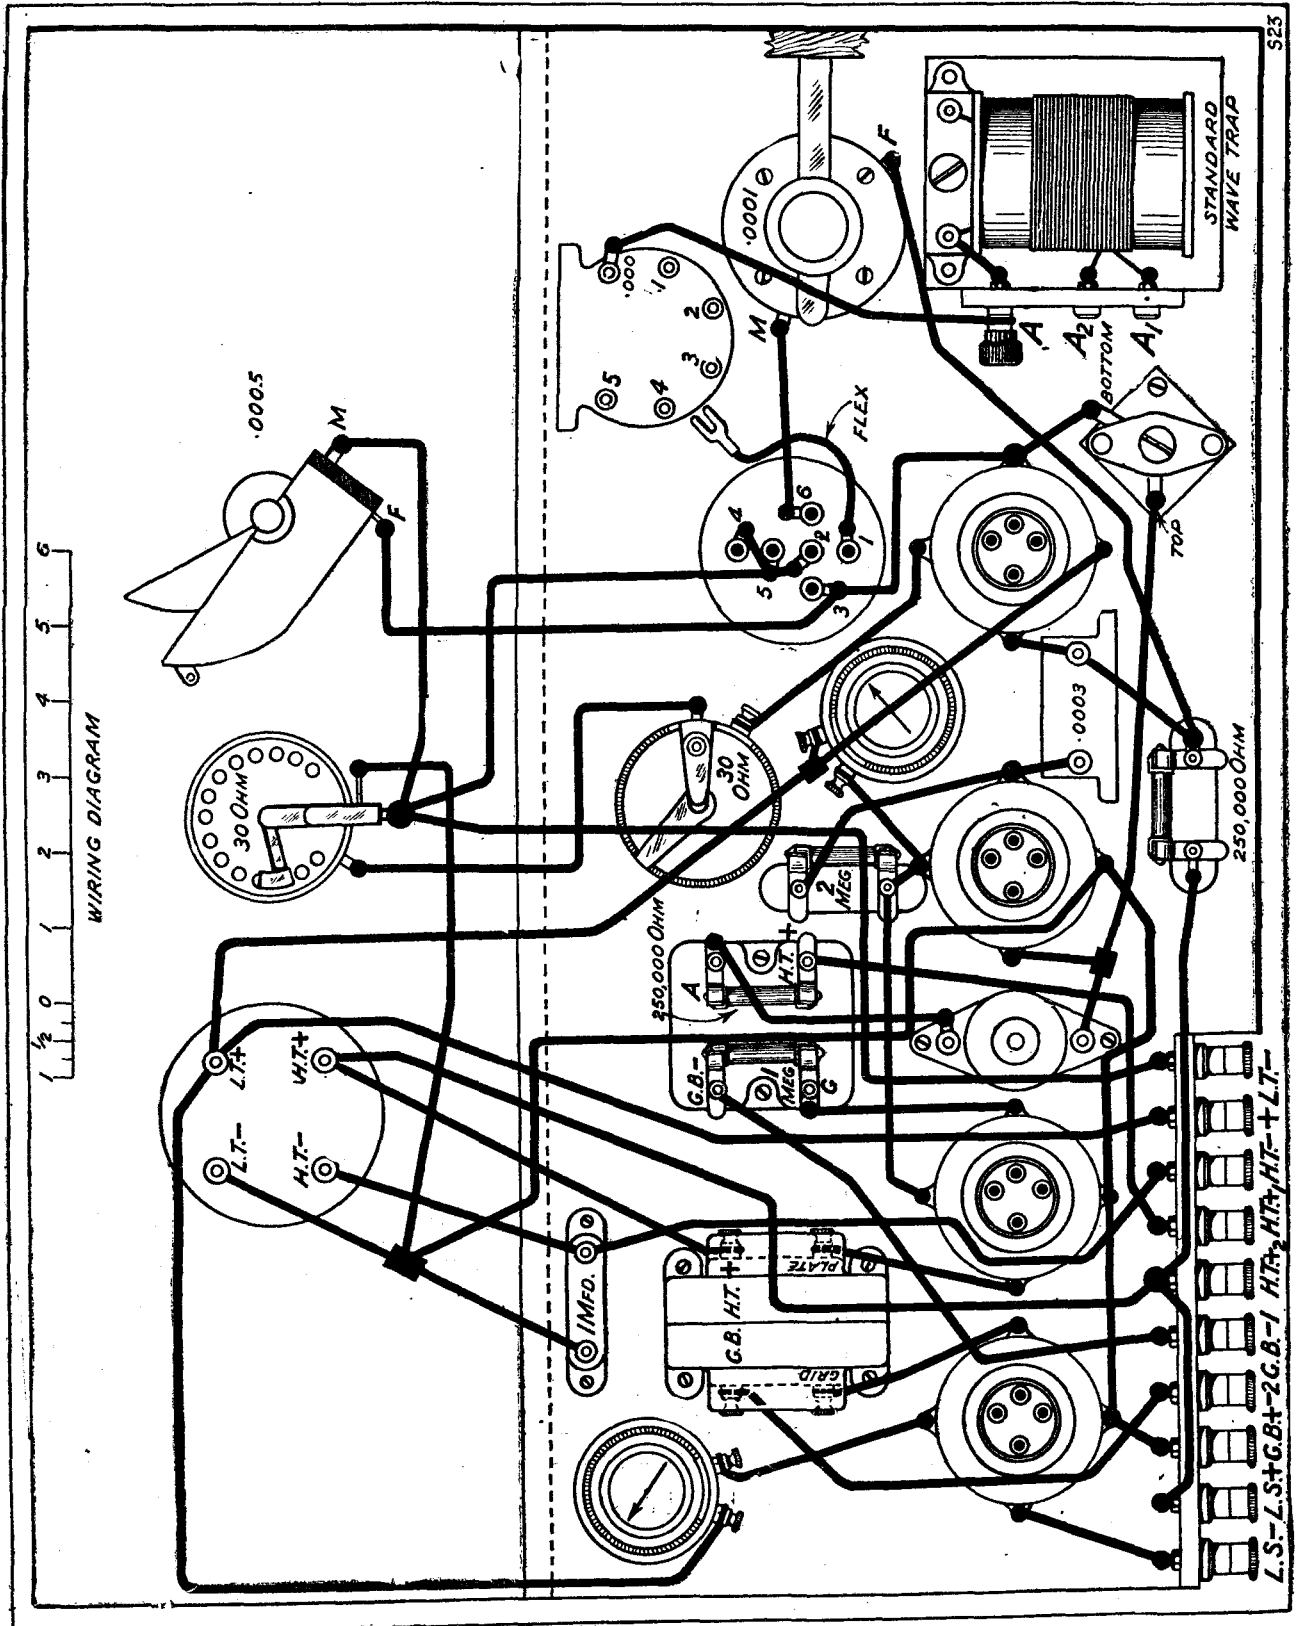 WIRING DIAGRAM
1 ½ 0 1 2 3 4 5 6
30 OHM
.0005
M
F
L.T.+
H.T.+
L.T.-
H.T.-
1 MFD.
30 OHM
4
5
6
2
1
3
FLEX
.000
1
2
3
4
5
.0001
M
F
250,000 OHM
A
H.T.+
G.B.-
1 MEG
G
2 MEG
G.B.
H.T.+
PLATE
GRID
.0003
TOP
BOTTOM
A
A2
A1
STANDARD
WAVE TRAP
250,000 OHM
L.S.- L.S.+ G.B.+ -2 G.B.-1 H.T.+2 H.T.+1 H.T.- + L.T.-
S23